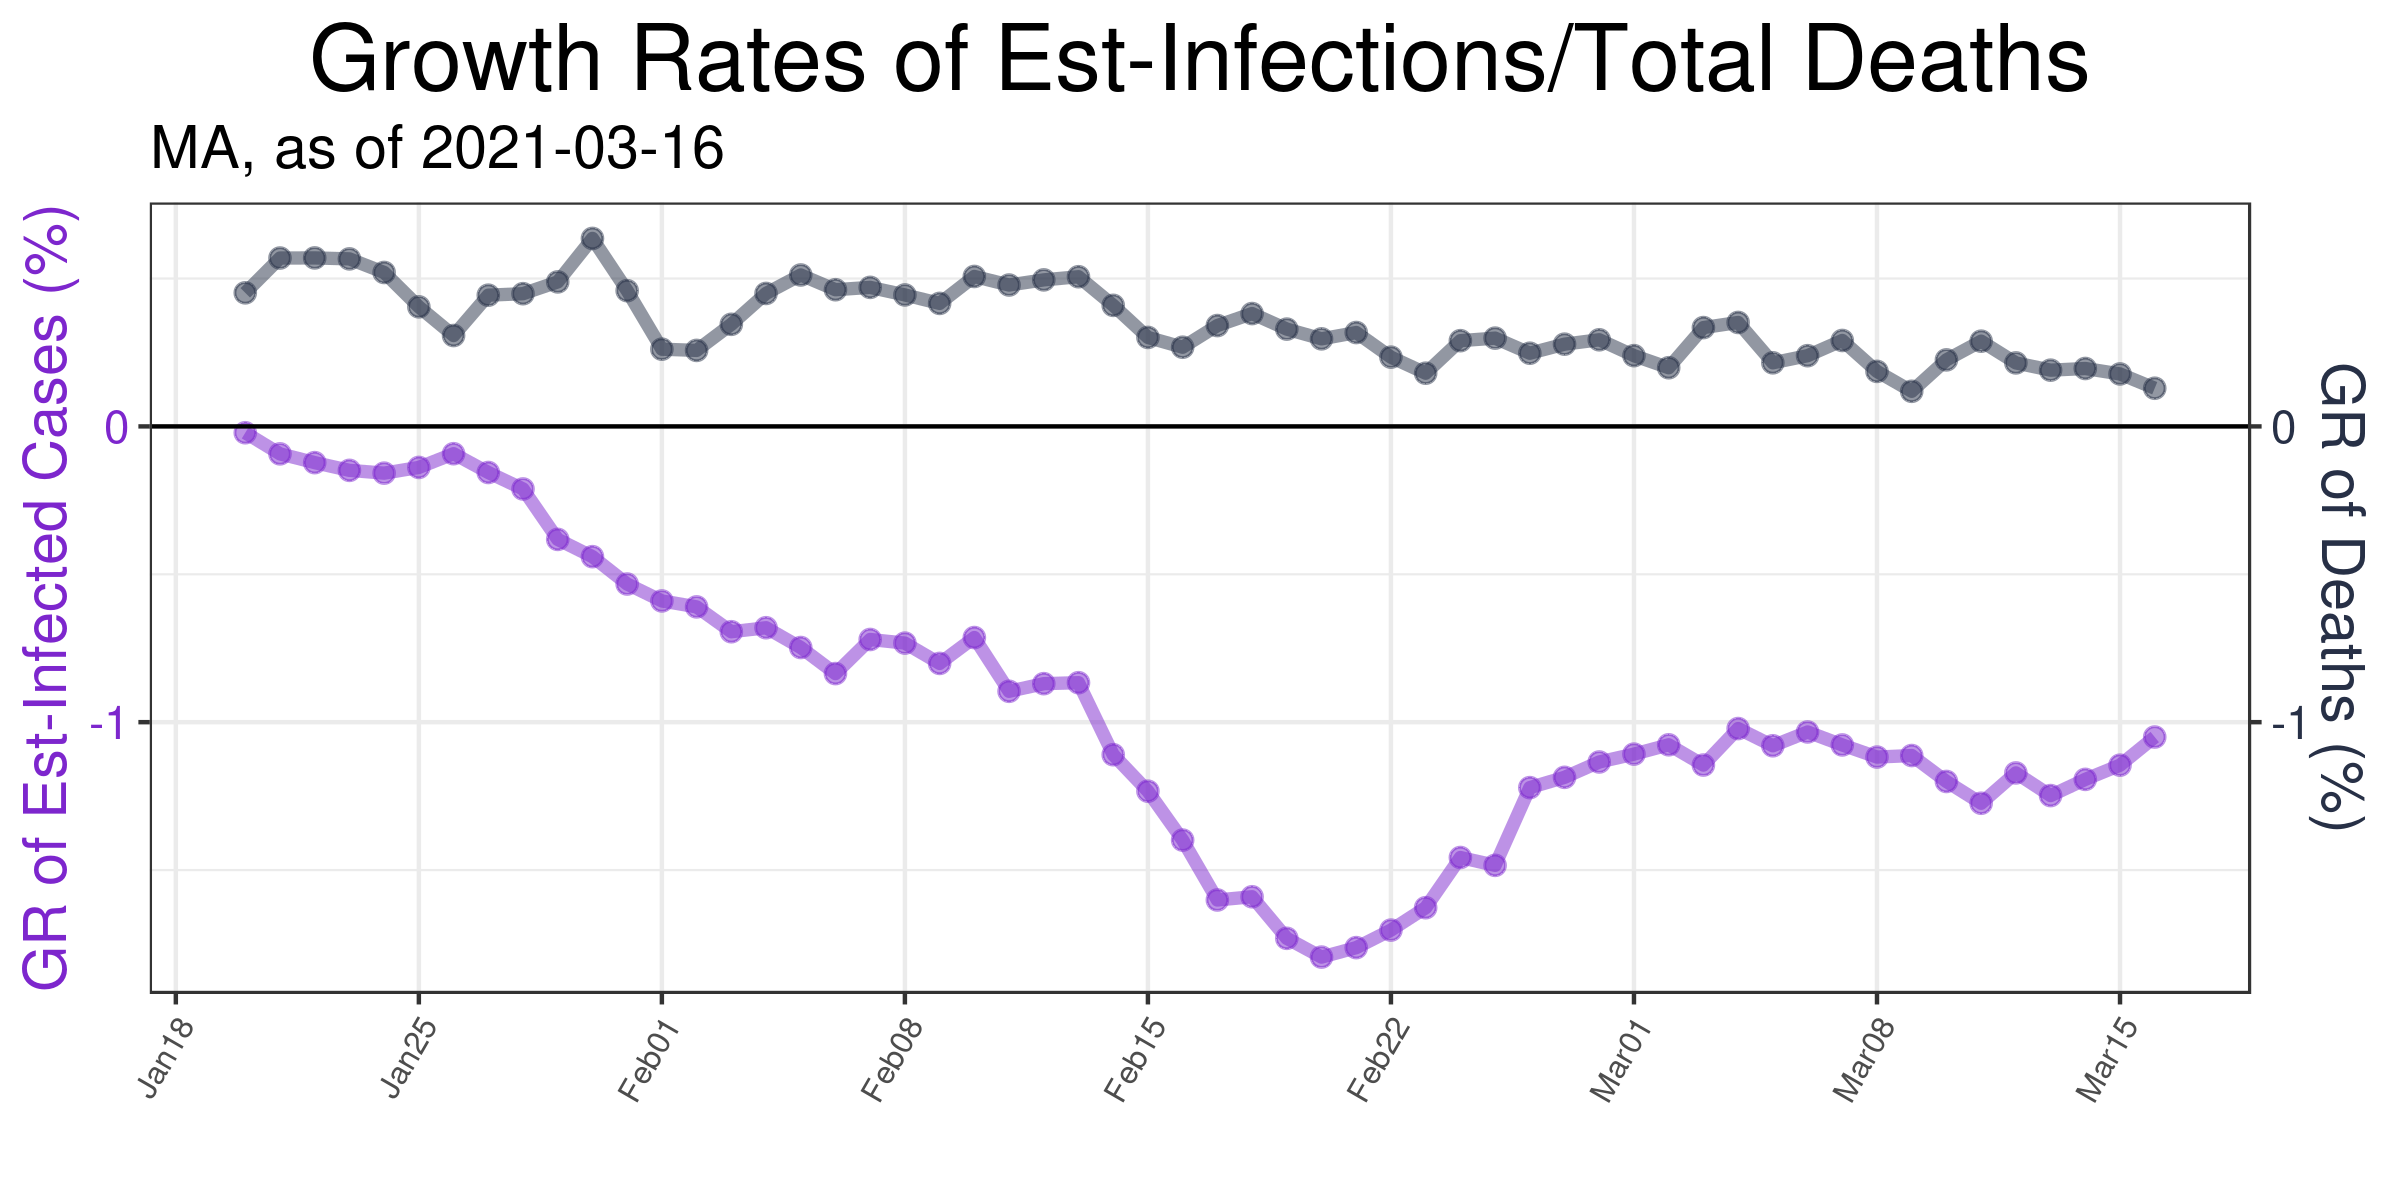 Growth Rates of Est-Infections/Total Deaths
MA, as of 2021-03-16
GR of Est-Infected Cases (%)
0
-1
0
-1
GR of Deaths (%)
Jan18
Jan25
Feb01
Feb08
Feb15
Feb22
Mar01
Mar08
Mar15